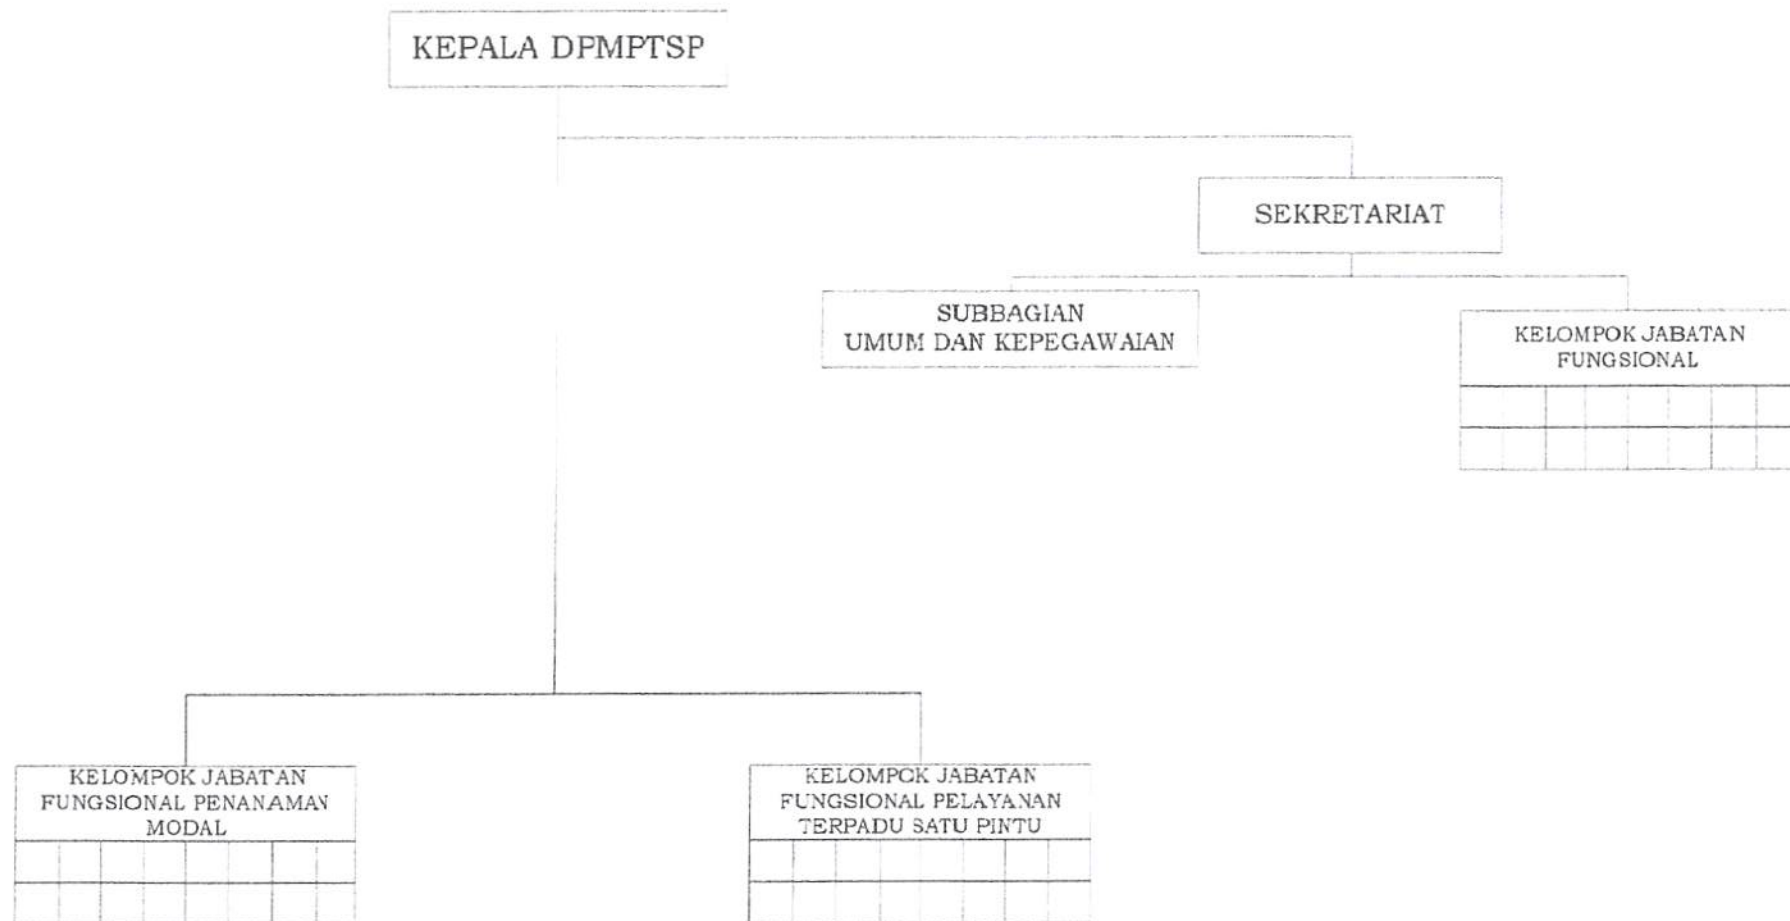 KEPALA DPMPTSP
SEKRETARIAT
SUBBAGIAN
UMUM DAN KEPEGAWAIAN
KELOMPOK JABATAN
FUNGSIONAL
KELOMPOK JABATAN
FUNGSIONAL PENANAMAN
MODAL
KELOMPOK JABATAN
FUNGSIONAL PELAYANAN
TERPADU SATU PINTU